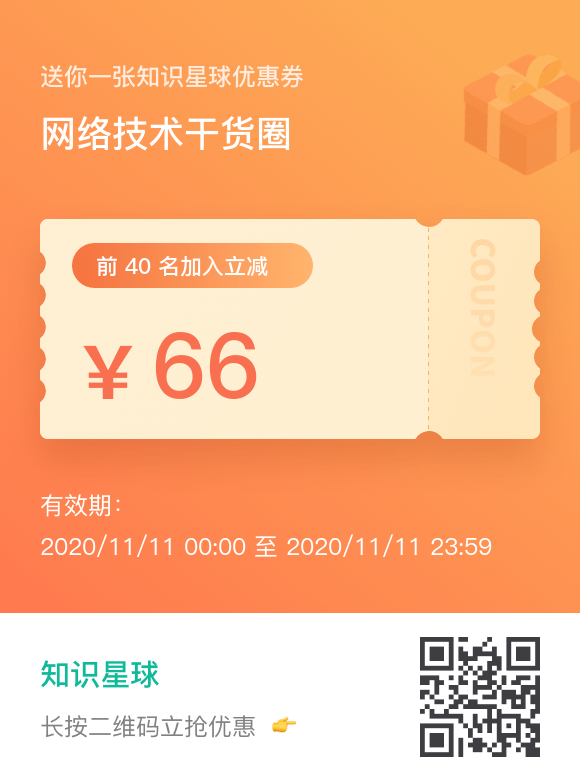 送你一张知识星球优惠券
网络技术干货圈
前 40 名加入立减
¥ 66
COUPON
有效期：
2020/11/11 00:00 至 2020/11/11 23:59
知识星球
长按二维码立抢优惠 👉